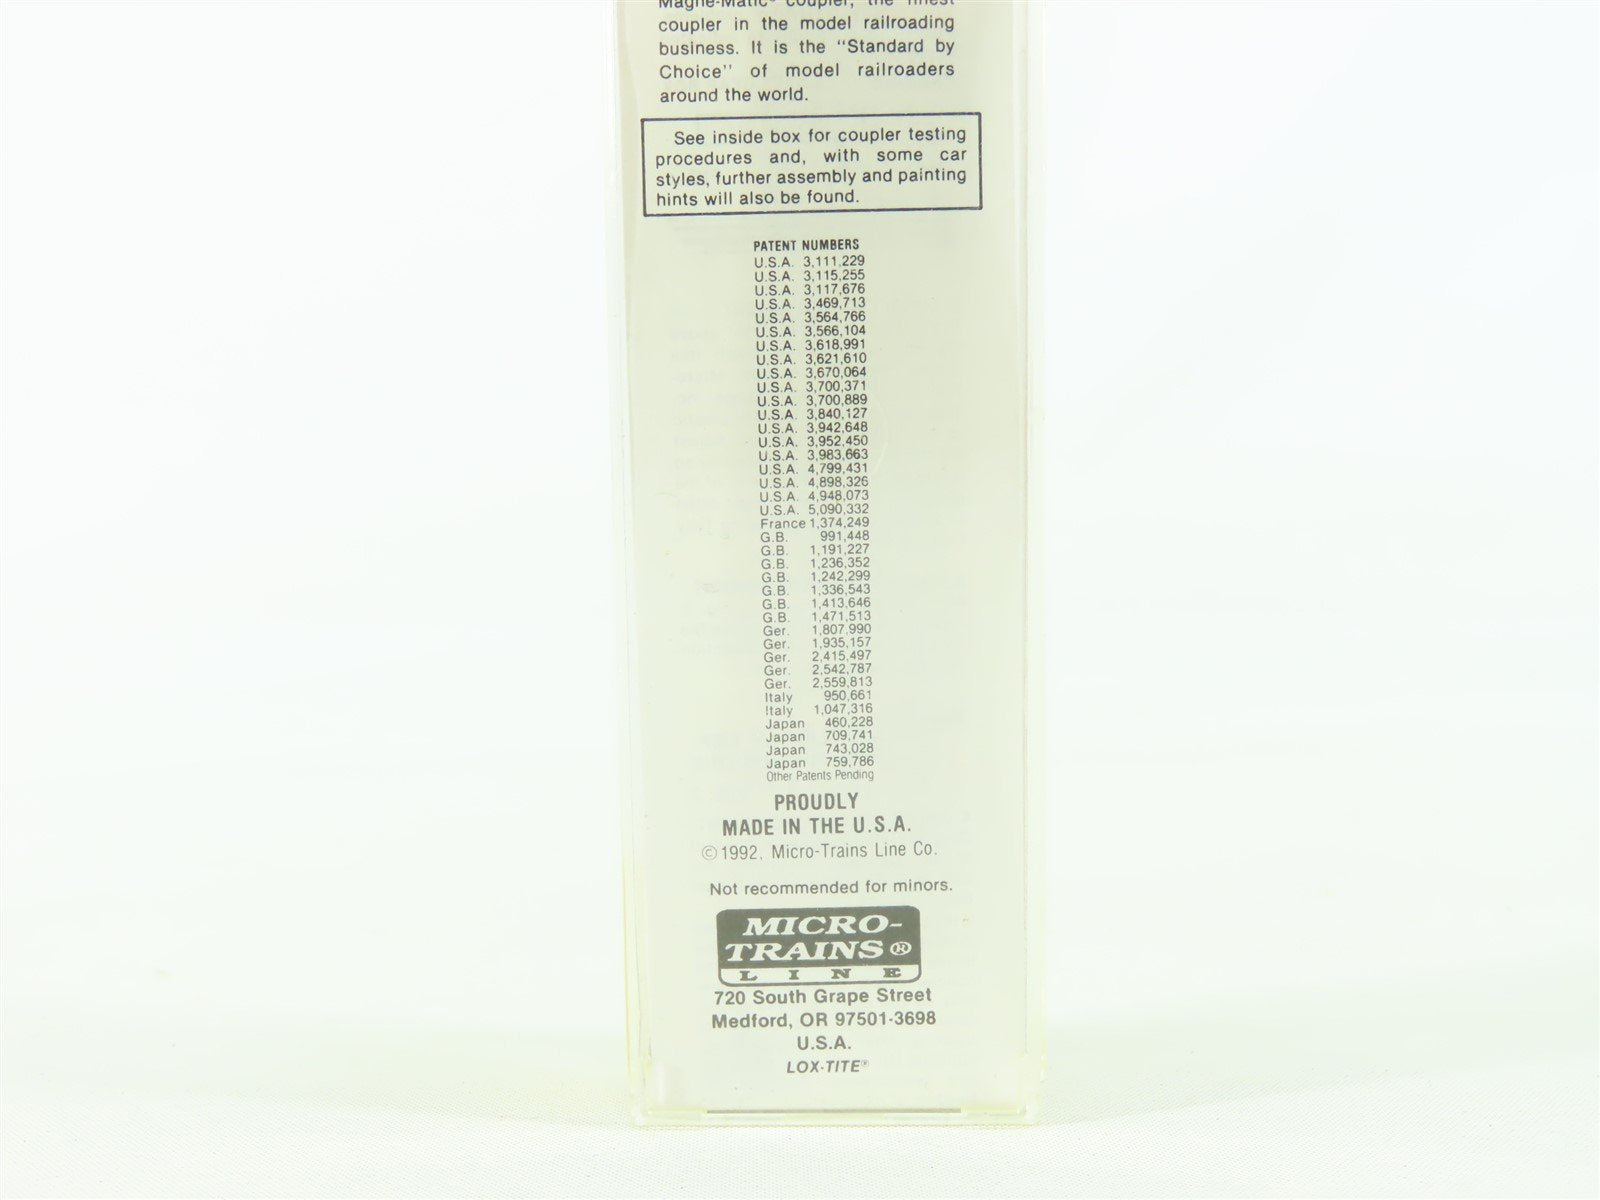 Magne-Matic® coupler, the finest
coupler in the model railroading
business. It is the "Standard by
Choice" of model railroaders
around the world.
See inside box for coupler testing
procedures and, with some car
styles, further assembly and painting
hints will also be found.
PATENT NUMBERS
U.S.A. 3,111,229
U.S.A. 3,115,255
U.S.A. 3,117,676
U.S.A. 3,469,713
U.S.A. 3,564,766
U.S.A. 3,566,104
U.S.A. 3,618,991
U.S.A. 3,621,610
U.S.A. 3,670,064
U.S.A. 3,700,371
U.S.A. 3,700,889
U.S.A. 3,840,127
U.S.A. 3,942,648
U.S.A. 3,952,450
U.S.A. 3,983,663
U.S.A. 4,799,431
U.S.A. 4,898,326
U.S.A. 4,948,073
U.S.A. 5,090,332
France 1,374,249
G.B. 991,448
G.B. 1,191,227
G.B. 1,236,352
G.B. 1,242,299
G.B. 1,336,543
G.B. 1,413,646
G.B. 1,471,513
Ger. 1,807,990
Ger. 1,935,157
Ger. 2,415,497
Ger. 2,542,787
Ger. 2,559,813
Italy 950,661
Italy 1,047,316
Japan 460,228
Japan 709,741
Japan 743,028
Japan 759,786
Other Patents Pending
PROUDLY
MADE IN THE U.S.A.
©1992, Micro-Trains Line Co.
Not recommended for minors.
MICRO-
TRAINS®
LINE
720 South Grape Street
Medford, OR 97501-3698
U.S.A.
LOX-TITE®